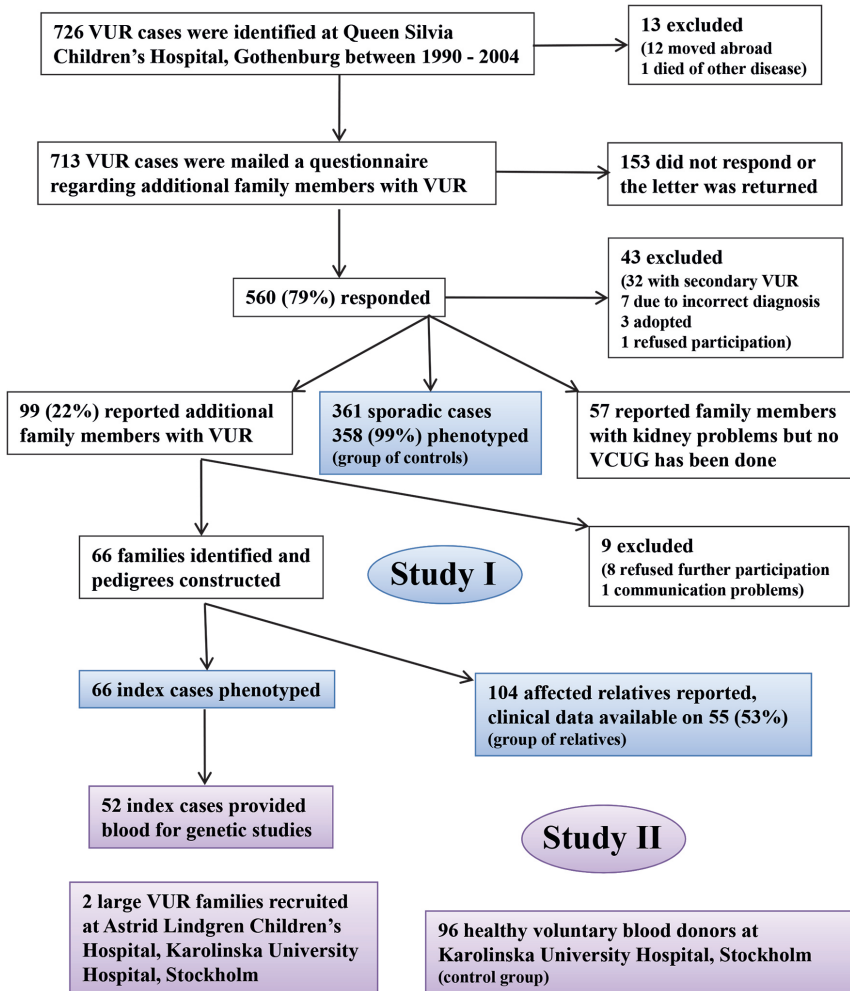 726 VUR cases were identified at Queen Silvia
Children's Hospital, Gothenburg between 1990 - 2004
13 excluded
(12 moved abroad
1 died of other disease)
713 VUR cases were mailed a questionnaire
regarding additional family members with VUR
153 did not respond or
the letter was returned
560 (79%) responded
43 excluded
(32 with secondary VUR
7 due to incorrect diagnosis
3 adopted
1 refused participation)
99 (22%) reported additional
family members with VUR
361 sporadic cases
358 (99%) phenotyped
(group of controls)
57 reported family members
with kidney problems but no
VCUG has been done
66 families identified and
pedigrees constructed
Study I
9 excluded
(8 refused further participation
1 communication problems)
66 index cases phenotyped
104 affected relatives reported,
clinical data available on 55 (53%)
(group of relatives)
52 index cases provided
blood for genetic studies
Study II
2 large VUR families recruited
at Astrid Lindgren Children's
Hospital, Karolinska University
Hospital, Stockholm
96 healthy voluntary blood donors at
Karolinska University Hospital, Stockholm
(control group)